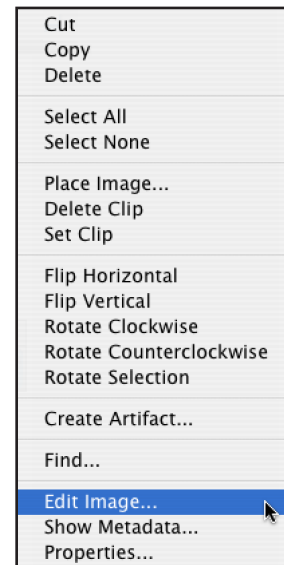 Cut
Copy
Delete
Select All
Select None
Place Image...
Delete Clip
Set Clip
Flip Horizontal
Flip Vertical
Rotate Clockwise
Rotate Counterclockwise
Rotate Selection
Create Artifact...
Find...
Edit Image...
Show Metadata...
Properties...